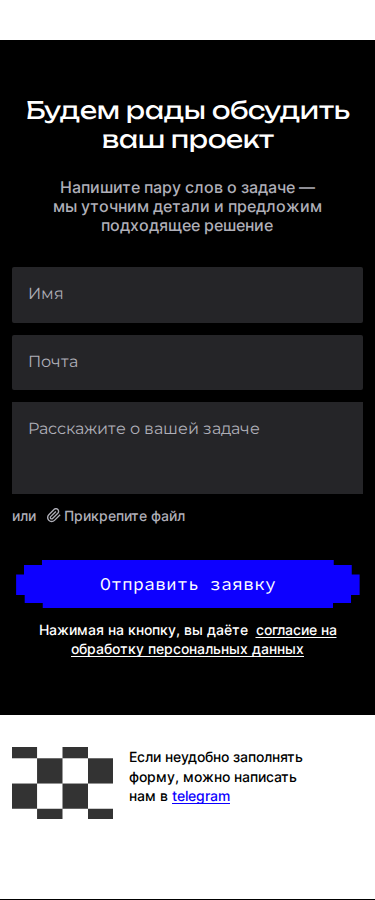 Будем рады обсудить
ваш проект
Напишите пару слов о задаче —
мы уточним детали и предложим
подходящее решение
Имя
Почта
Расскажите о вашей задаче
или Прикрепите файл
Отправить заявку
Нажимая на кнопку, вы даёте согласие на
обработку персональных данных
Если неудобно заполнять
форму, можно написать
нам в telegram